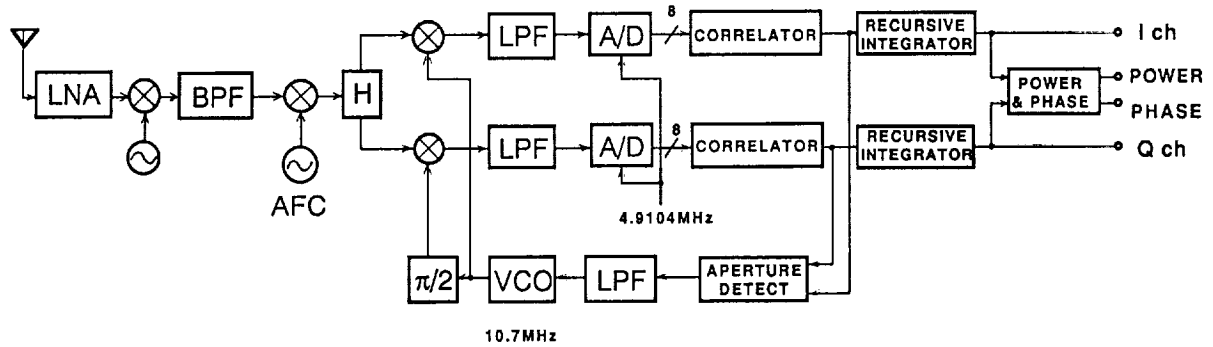 8
LPF
A/D
CORRELATOR
RECURSIVE
INTEGRATOR
I ch
LNA
BPF
H
POWER
& PHASE
POWER
PHASE
8
LPF
A/D
CORRELATOR
RECURSIVE
INTEGRATOR
Q ch
AFC
4.9104MHz
π/2
VCO
LPF
APERTURE
DETECT
10.7MHz